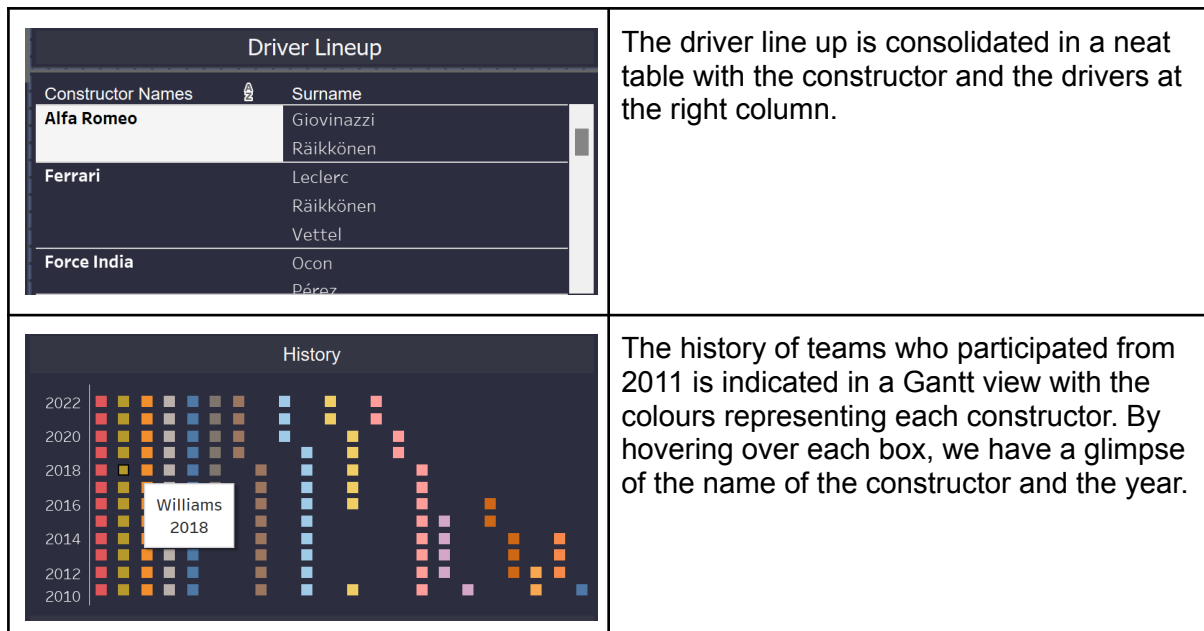 Driver Lineup
Constructor Names
Surname
Alfa Romeo
Giovinazzi
Räikkönen
Ferrari
Leclerc
Räikkönen
Vettel
Force India
Ocon
Pérez
The driver line up is consolidated in a neat
table with the constructor and the drivers at
the right column.
History
2022
2020
2018
2016
2014
2012
2010
Williams
2018
The history of teams who participated from
2011 is indicated in a Gantt view with the
colours representing each constructor. By
hovering over each box, we have a glimpse
of the name of the constructor and the year.